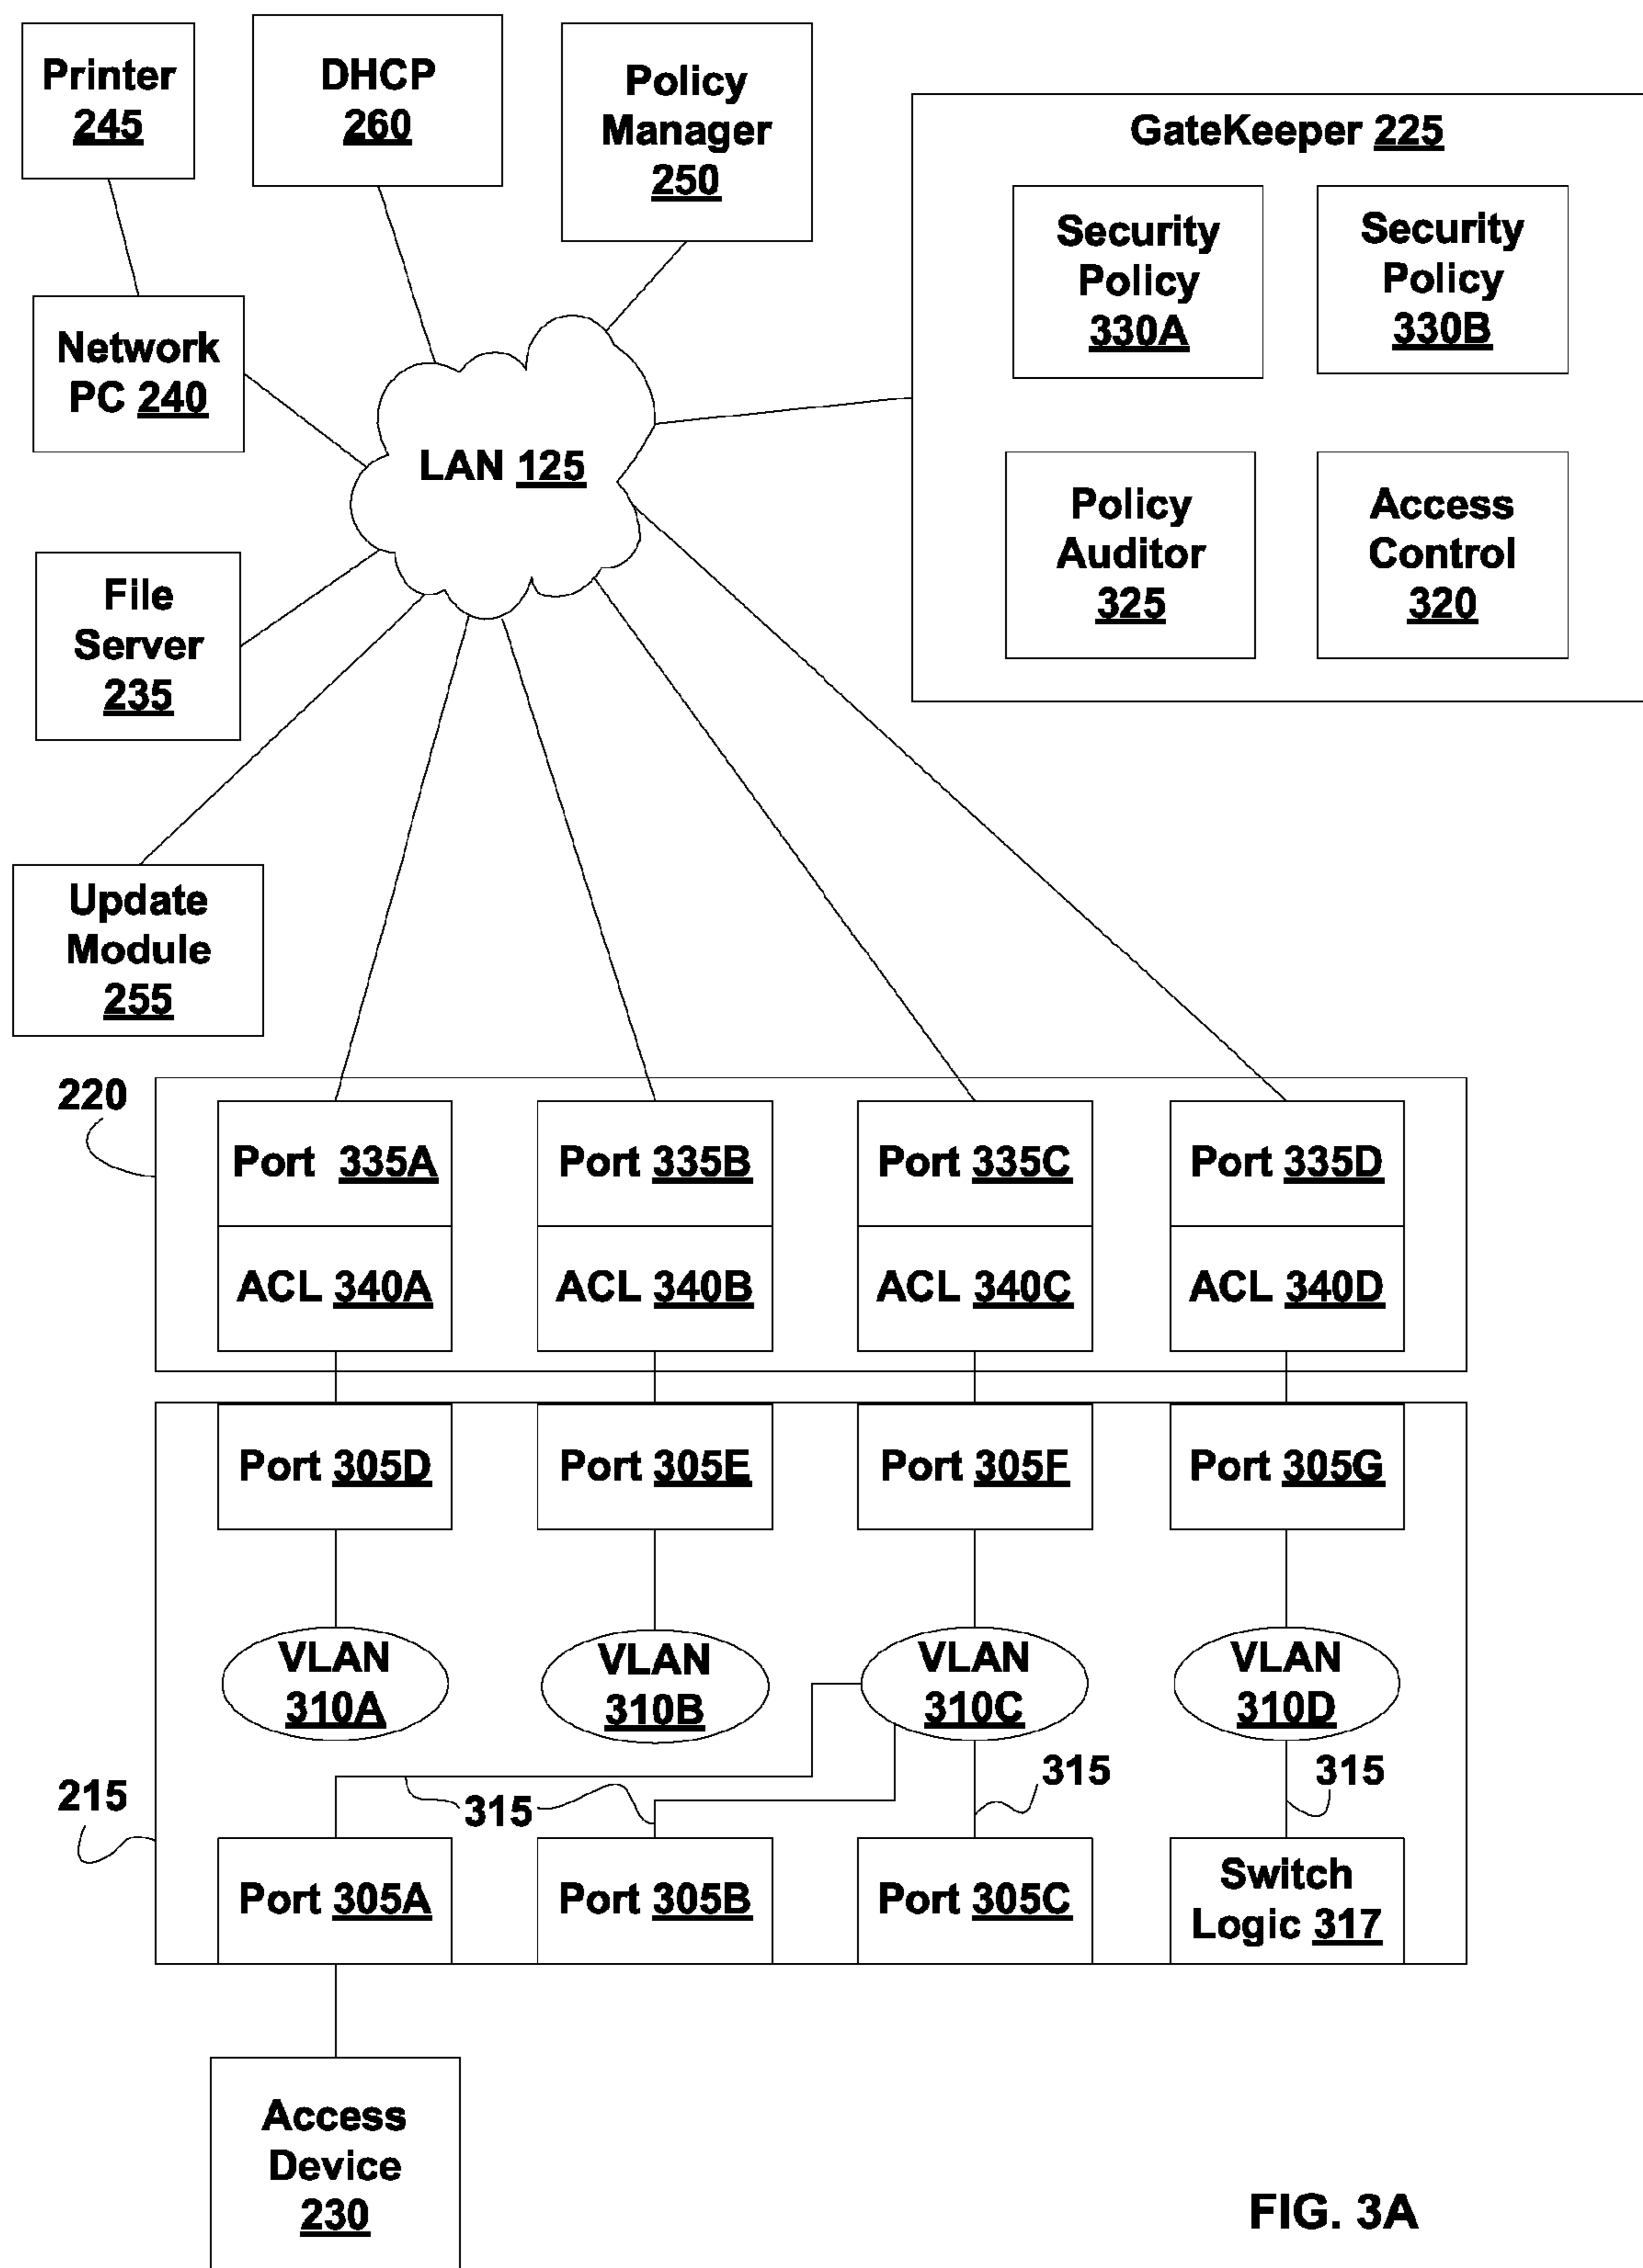 Printer
245
DHCP
260
Policy
Manager
250
GateKeeper 225
Security
Policy
330A
Security
Policy
330B
Network
PC 240
LAN 125
Policy
Auditor
325
Access
Control
320
File
Server
235
Update
Module
255
220
Port 335A
Port 335B
Port 335C
Port 335D
ACL 340A
ACL 340B
ACL 340C
ACL 340D
Port 305D
Port 305E
Port 305F
Port 305G
VLAN
310A
VLAN
310B
VLAN
310C
VLAN
310D
215
315
315
315
Port 305A
Port 305B
Port 305C
Switch
Logic 317
Access
Device
230
FIG. 3A